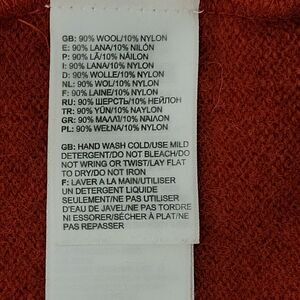 GB: 90% WOOL/10% NYLON
E: 90% LANA/10% NILÓN
P: 90% LÃ/10% NÁILON
I: 90% LANA/10% NYLON
D: 90% WOLLE/10% NYLON
NL: 90% WOL/10% NYLON
F: 90% LAINE/10% NYLON
RU: 90% ШЕРСТЬ/10% НЕЙЛОН
TR: 90% YÜN/10% NAYLON
GR: 90% ΜΑΛΛΙ/10% ΝΑΙΛΟΝ
PL: 90% WEŁNA/10% NYLON
GB: HAND WASH COLD/USE MILD
DETERGENT/DO NOT BLEACH/DO
NOT WRING OR TWIST/LAY FLAT
TO DRY/DO NOT IRON
F: LAVER A LA MAIN/UTILISER
UN DETERGENT LIQUIDE
SEULEMENT/NE PAS UTILISER
D'EAU DE JAVEL/NE PAS TORDRE
NI ESSORER/SÉCHER À PLAT/NE
PAS REPASSER